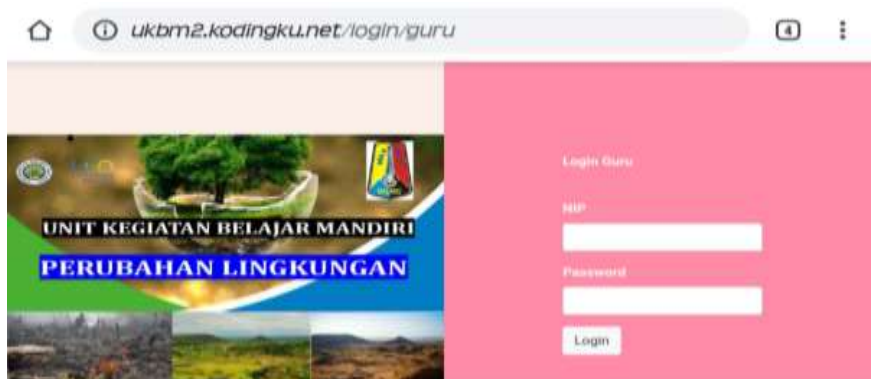 ukbm2.kodingku.net/login/guru
4
UNIT KEGIATAN BELAJAR MANDIRI
PERUBAHAN LINGKUNGAN
Login Guru
NIP
Password
Login